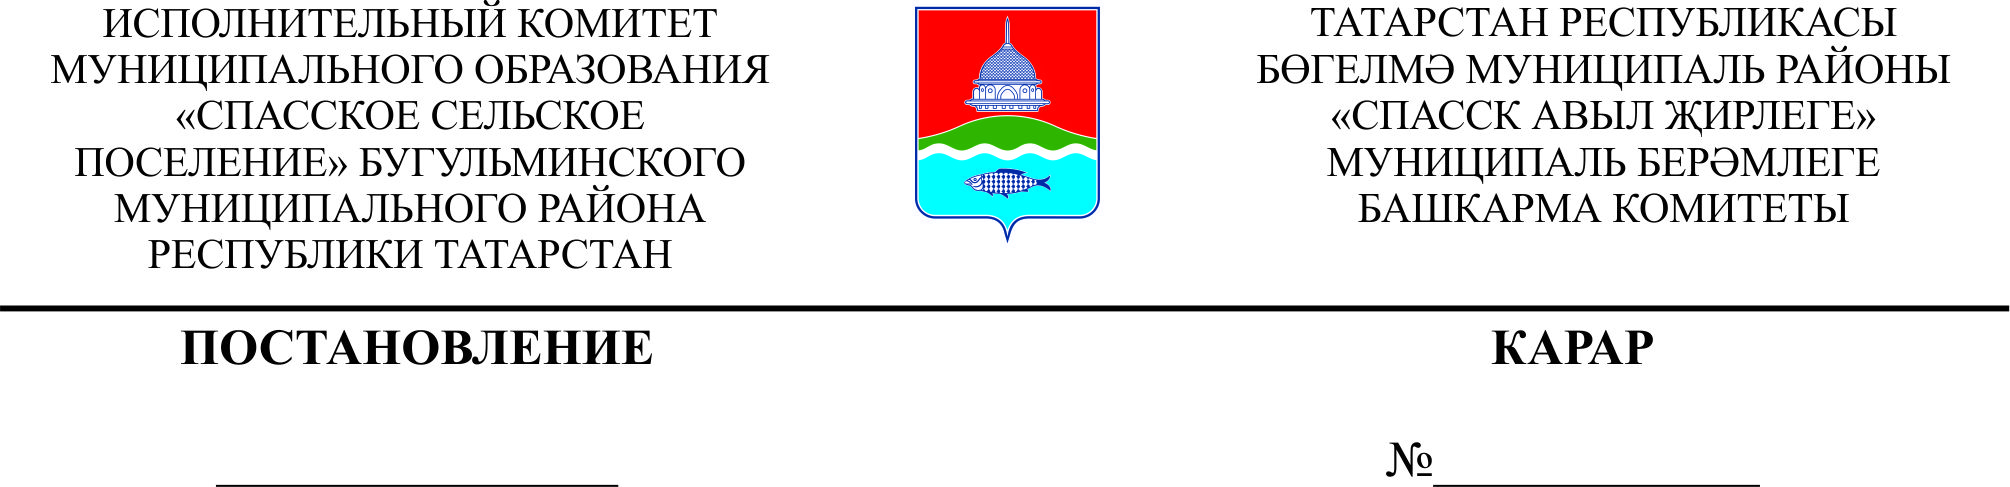 ИСПОЛНИТЕЛЬНЫЙ КОМИТЕТ
МУНИЦИПАЛЬНОГО ОБРАЗОВАНИЯ
«СПАССКОЕ СЕЛЬСКОЕ
ПОСЕЛЕНИЕ» БУГУЛЬМИНСКОГО
МУНИЦИПАЛЬНОГО РАЙОНА
РЕСПУБЛИКИ ТАТАРСТАН
ТАТАРСТАН РЕСПУБЛИКАСЫ
БӨГЕЛМӘ МУНИЦИПАЛЬ РАЙОНЫ
«СПАССК АВЫЛ ҖИРЛЕГЕ»
МУНИЦИПАЛЬ БЕРӘМЛЕГЕ
БАШКАРМА КОМИТЕТЫ
ПОСТАНОВЛЕНИЕ
КАРАР
№